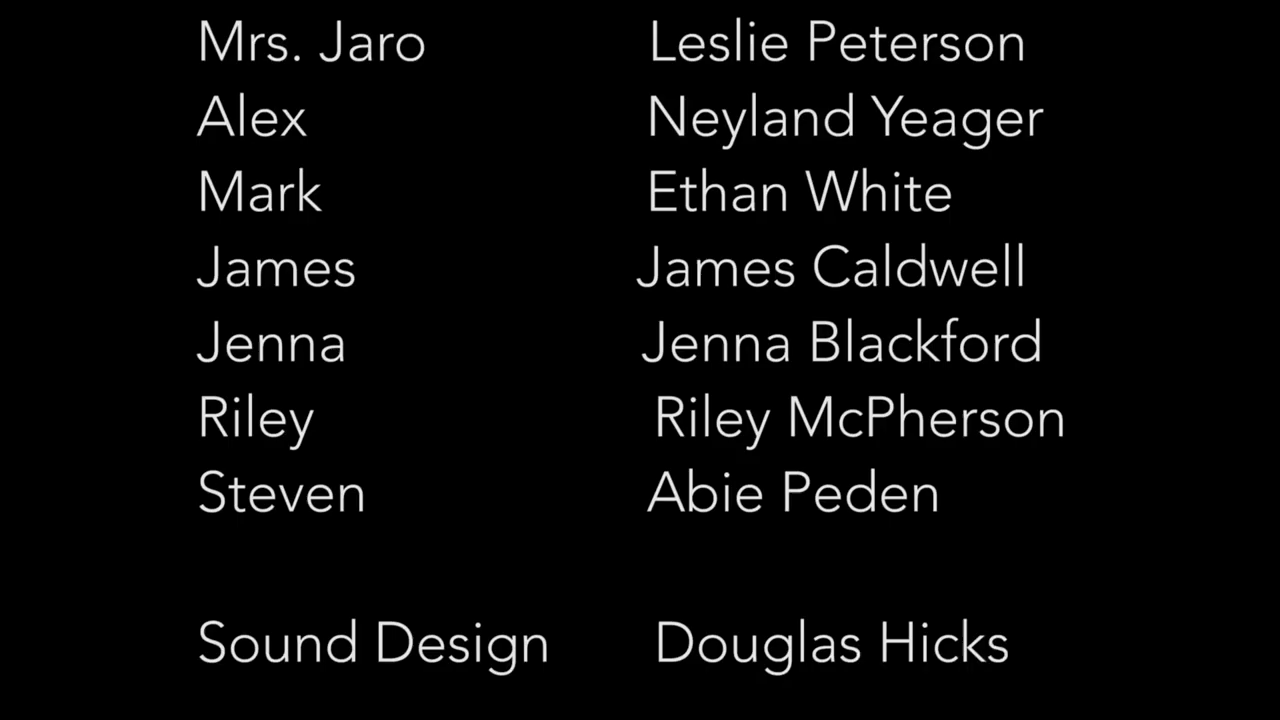 Mrs. Jaro Leslie Peterson
Alex Neyland Yeager
Mark Ethan White
James James Caldwell
Jenna Jenna Blackford
Riley Riley McPherson
Steven Abie Peden
Sound Design Douglas Hicks